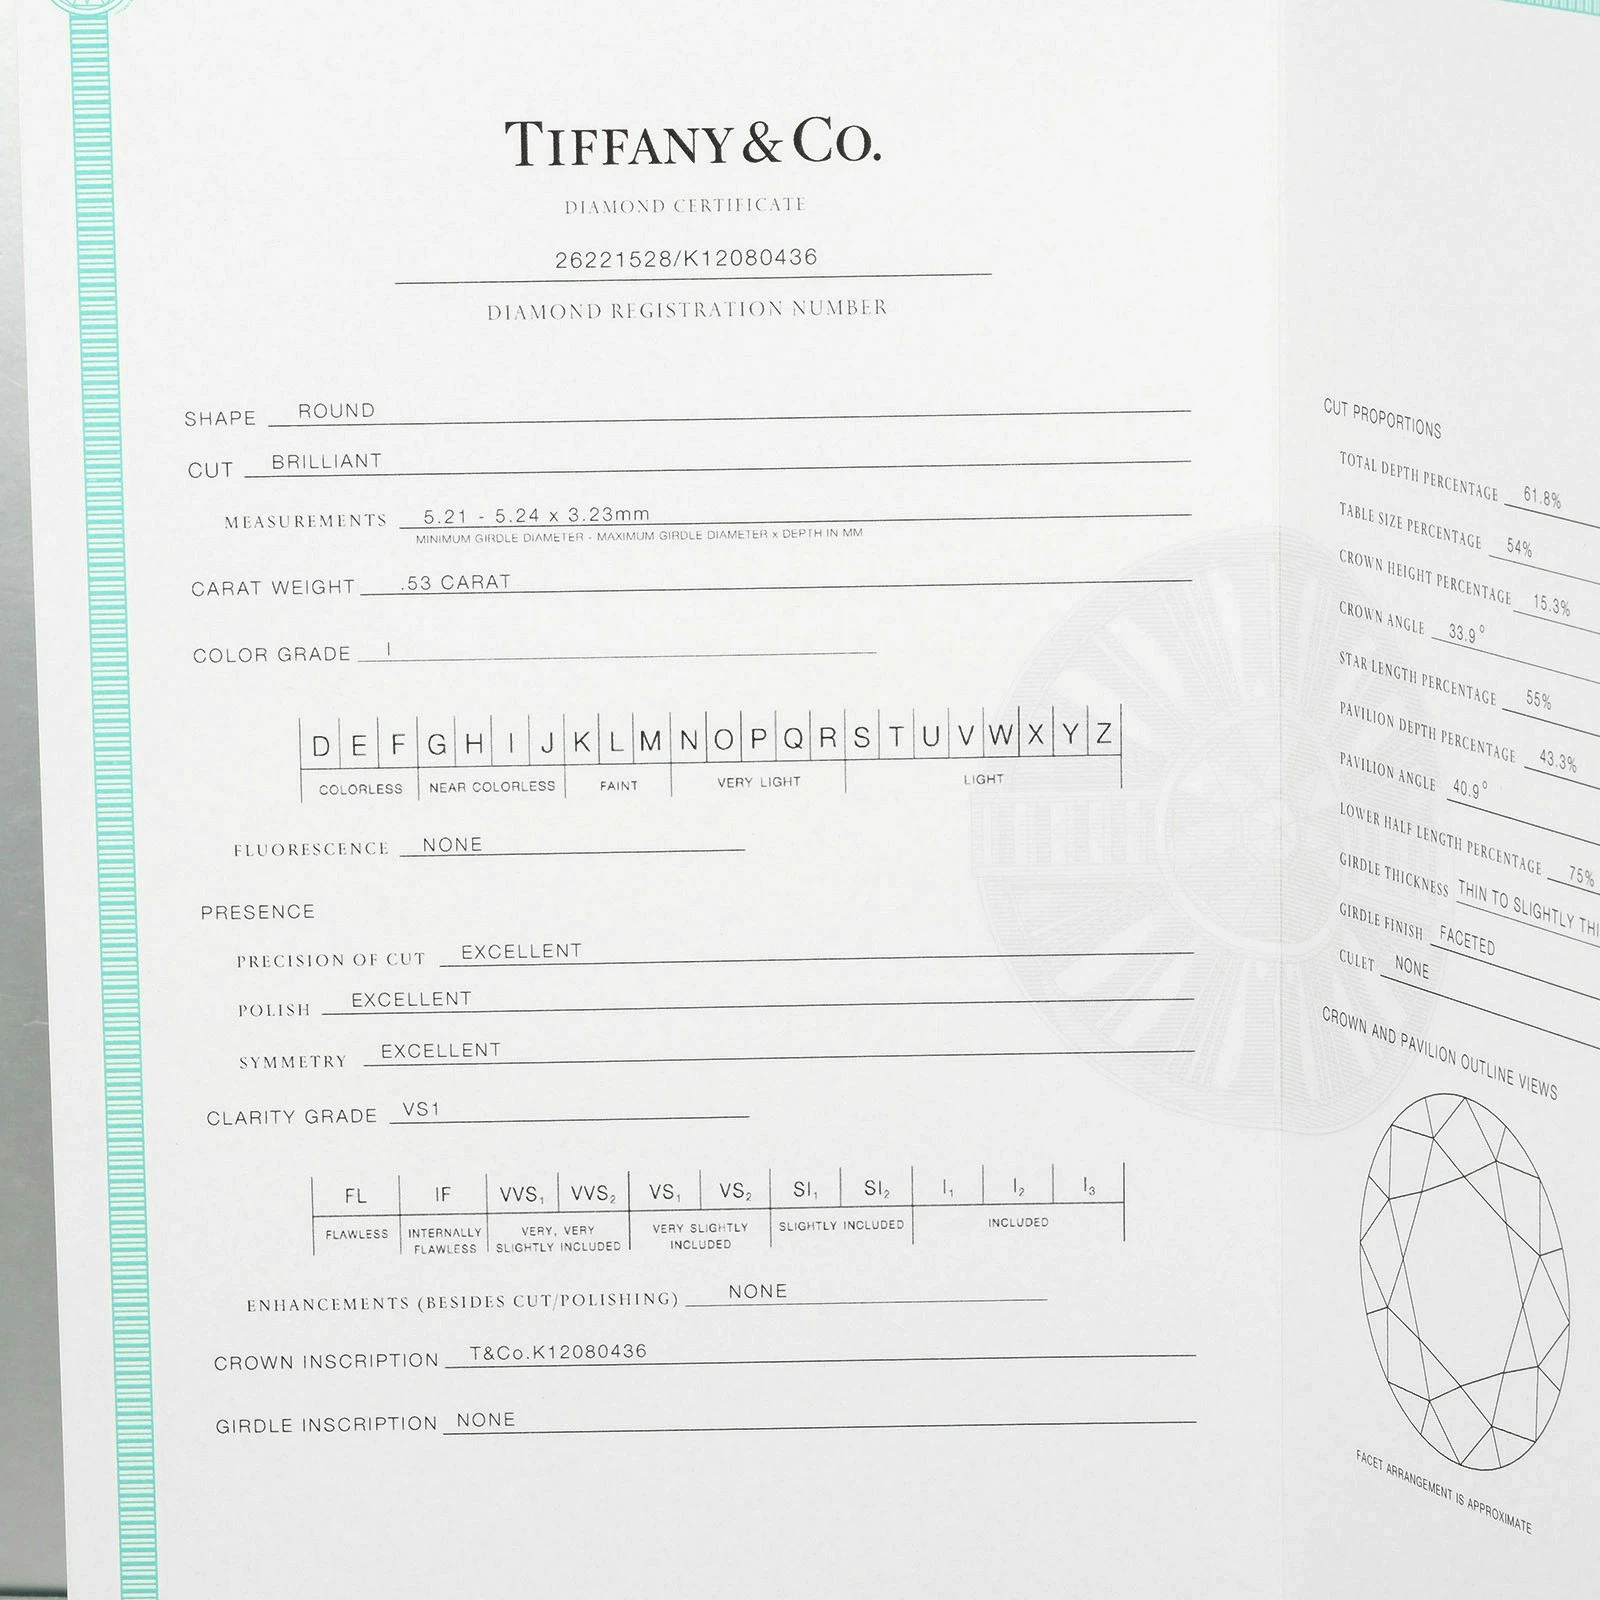 TIFFANY & CO.
DIAMOND CERTIFICATE
26221528/K12080436
DIAMOND REGISTRATION NUMBER
SHAPE ROUND
CUT BRILLIANT
MEASUREMENTS 5.21 - 5.24 x 3.23mm
MINIMUM GIRDLE DIAMETER - MAXIMUM GIRDLE DIAMETER x DEPTH IN MM
CARAT WEIGHT .53 CARAT
COLOR GRADE I
D E F G H I J K L M N O P Q R S T U V W X Y Z
COLORLESS NEAR COLORLESS FAINT VERY LIGHT LIGHT
FLUORESCENCE NONE
PRESENCE
PRECISION OF CUT EXCELLENT
POLISH EXCELLENT
SYMMETRY EXCELLENT
CLARITY GRADE VS1
FL IF VVS₁ VVS₂ VS₁ VS₂ SI₁ SI₂ I₁ I₂ I₃
FLAWLESS INTERNALLY FLAWLESS VERY, VERY SLIGHTLY INCLUDED VERY SLIGHTLY INCLUDED SLIGHTLY INCLUDED INCLUDED
ENHANCEMENTS (BESIDES CUT/POLISHING) NONE
CROWN INSCRIPTION T&Co.K12080436
GIRDLE INSCRIPTION NONE
CUT PROPORTIONS
TOTAL DEPTH PERCENTAGE 61.8%
TABLE SIZE PERCENTAGE 54%
CROWN HEIGHT PERCENTAGE 15.3%
CROWN ANGLE 33.9°
STAR LENGTH PERCENTAGE 55%
PAVILION DEPTH PERCENTAGE 43.3%
PAVILION ANGLE 40.9°
LOWER HALF LENGTH PERCENTAGE 75%
GIRDLE THICKNESS THIN TO SLIGHTLY THI
GIRDLE FINISH FACETED
CULET NONE
CROWN AND PAVILION OUTLINE VIEWS
FACET ARRANGEMENT IS APPROXIMATE